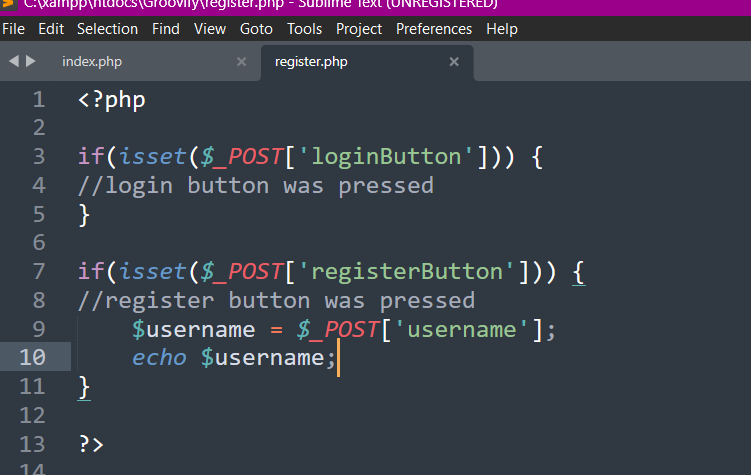 C:\xampp\htdocs\Groovify\register.php - Sublime Text (UNREGISTERED)
File Edit Selection Find View Goto Tools Project Preferences Help
index.php × register.php ×
1 <?php
2
3 if(isset($_POST['loginButton'])) {
4 //login button was pressed
5 }
6
7 if(isset($_POST['registerButton'])) {
8 //register button was pressed
9 $username = $_POST['username'];
10 echo $username;
11 }
12
13 ?>
14